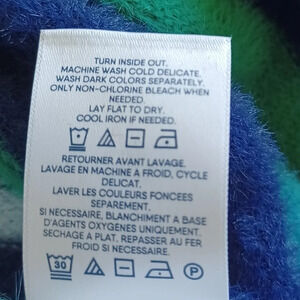 TURN INSIDE OUT.
MACHINE WASH COLD DELICATE.
WASH DARK COLORS SEPARATELY.
ONLY NON-CHLORINE BLEACH WHEN
NEEDED.
LAY FLAT TO DRY.
COOL IRON IF NEEDED.
RETOURNER AVANT LAVAGE.
LAVAGE EN MACHINE A FROID, CYCLE
DELICAT.
LAVER LES COULEURS FONCEES
SEPAREMENT.
SI NECESSAIRE, BLANCHIMENT A BASE
D'AGENTS OXYGENES UNIQUEMENT.
SECHAGE A PLAT. REPASSER AU FER
FROID SI NECESSAIRE.
30 P